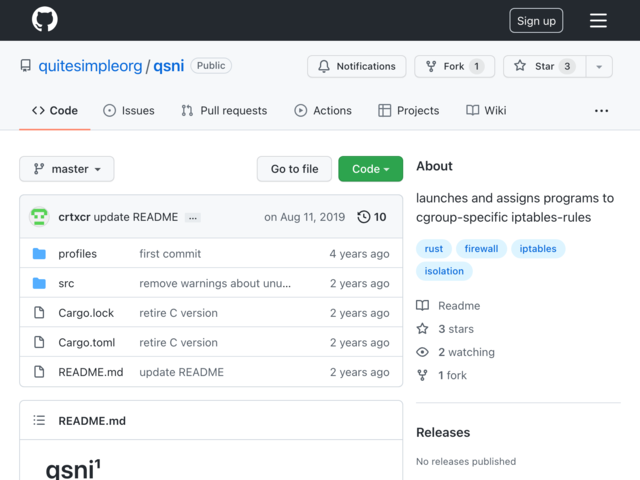 Sign up
quitesimpleorg / qsni Public
Notifications Fork 1 Star 3
Code Issues Pull requests Actions Projects Wiki ...
master Go to file Code
crtxcr update README ... on Aug 11, 2019 10
profiles first commit 4 years ago
src remove warnings about unu... 2 years ago
Cargo.lock retire C version 2 years ago
Cargo.toml retire C version 2 years ago
README.md update README 2 years ago
README.md
qsni¹
About
launches and assigns programs to
cgroup-specific iptables-rules
rust firewall iptables
isolation
Readme
3 stars
2 watching
1 fork
Releases
No releases published